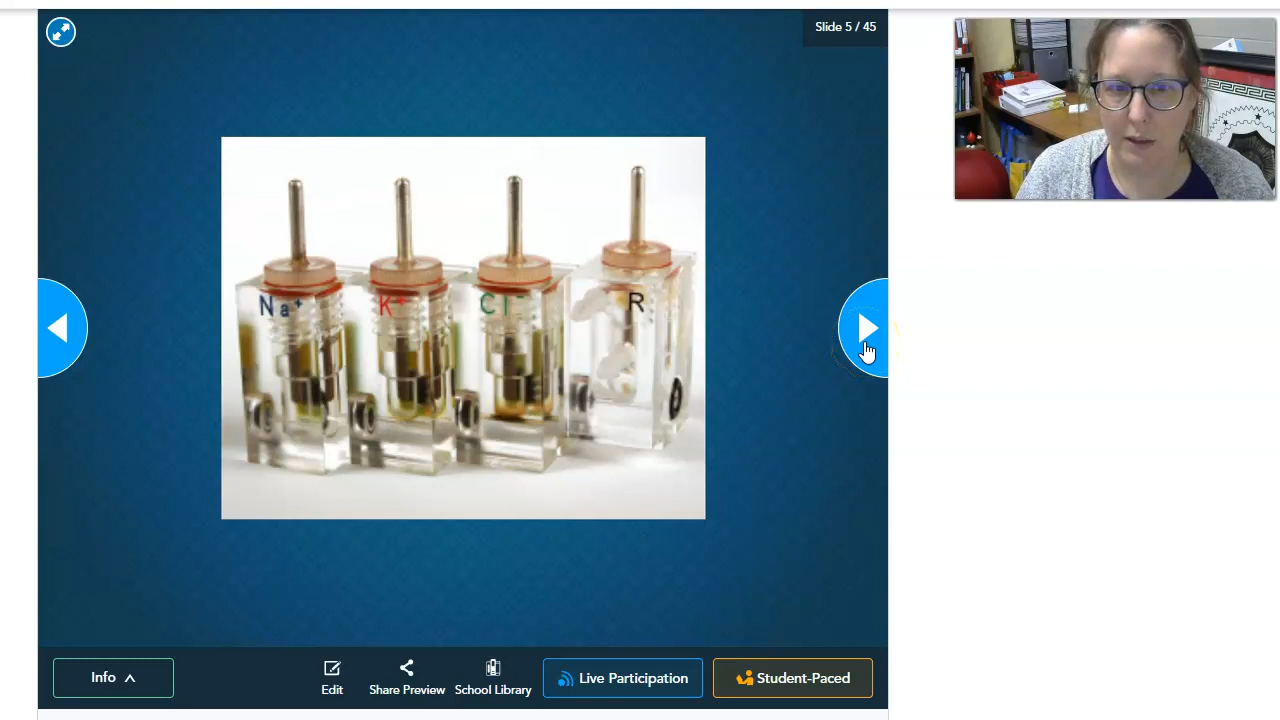 Slide 5 / 45
Na⁺
K⁺
Cl⁻
R
Info
Edit
Share Preview
School Library
Live Participation
Student-Paced